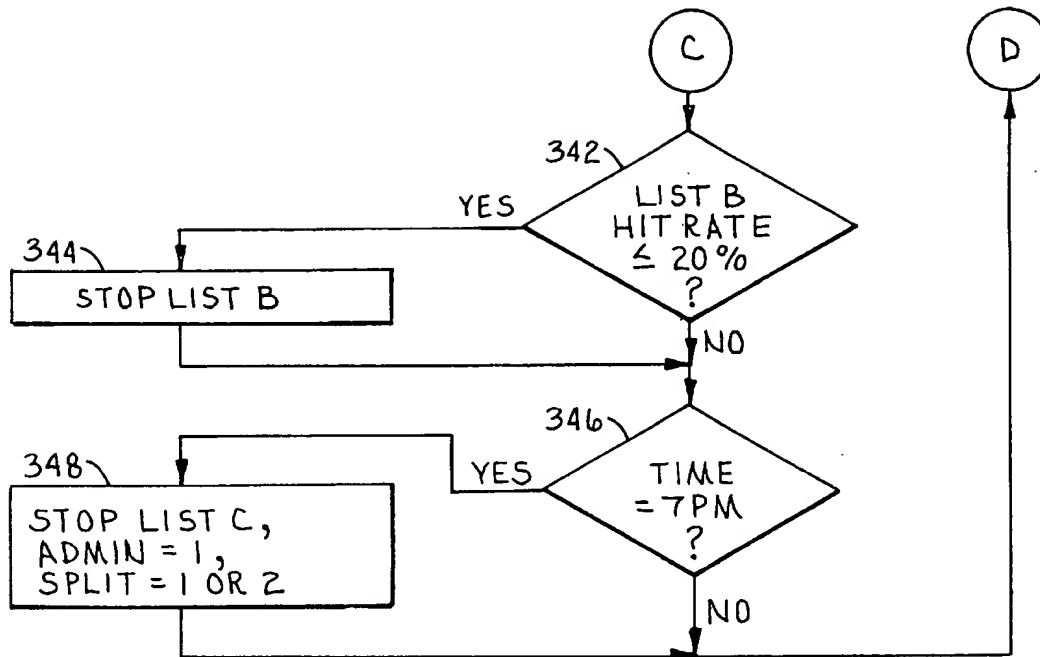 C
D
342
LIST B
HIT RATE
≤ 20%
?
YES
344
STOP LIST B
NO
346
TIME
= 7PM
?
YES
348
STOP LIST C,
ADMIN = 1,
SPLIT = 1 OR 2
NO